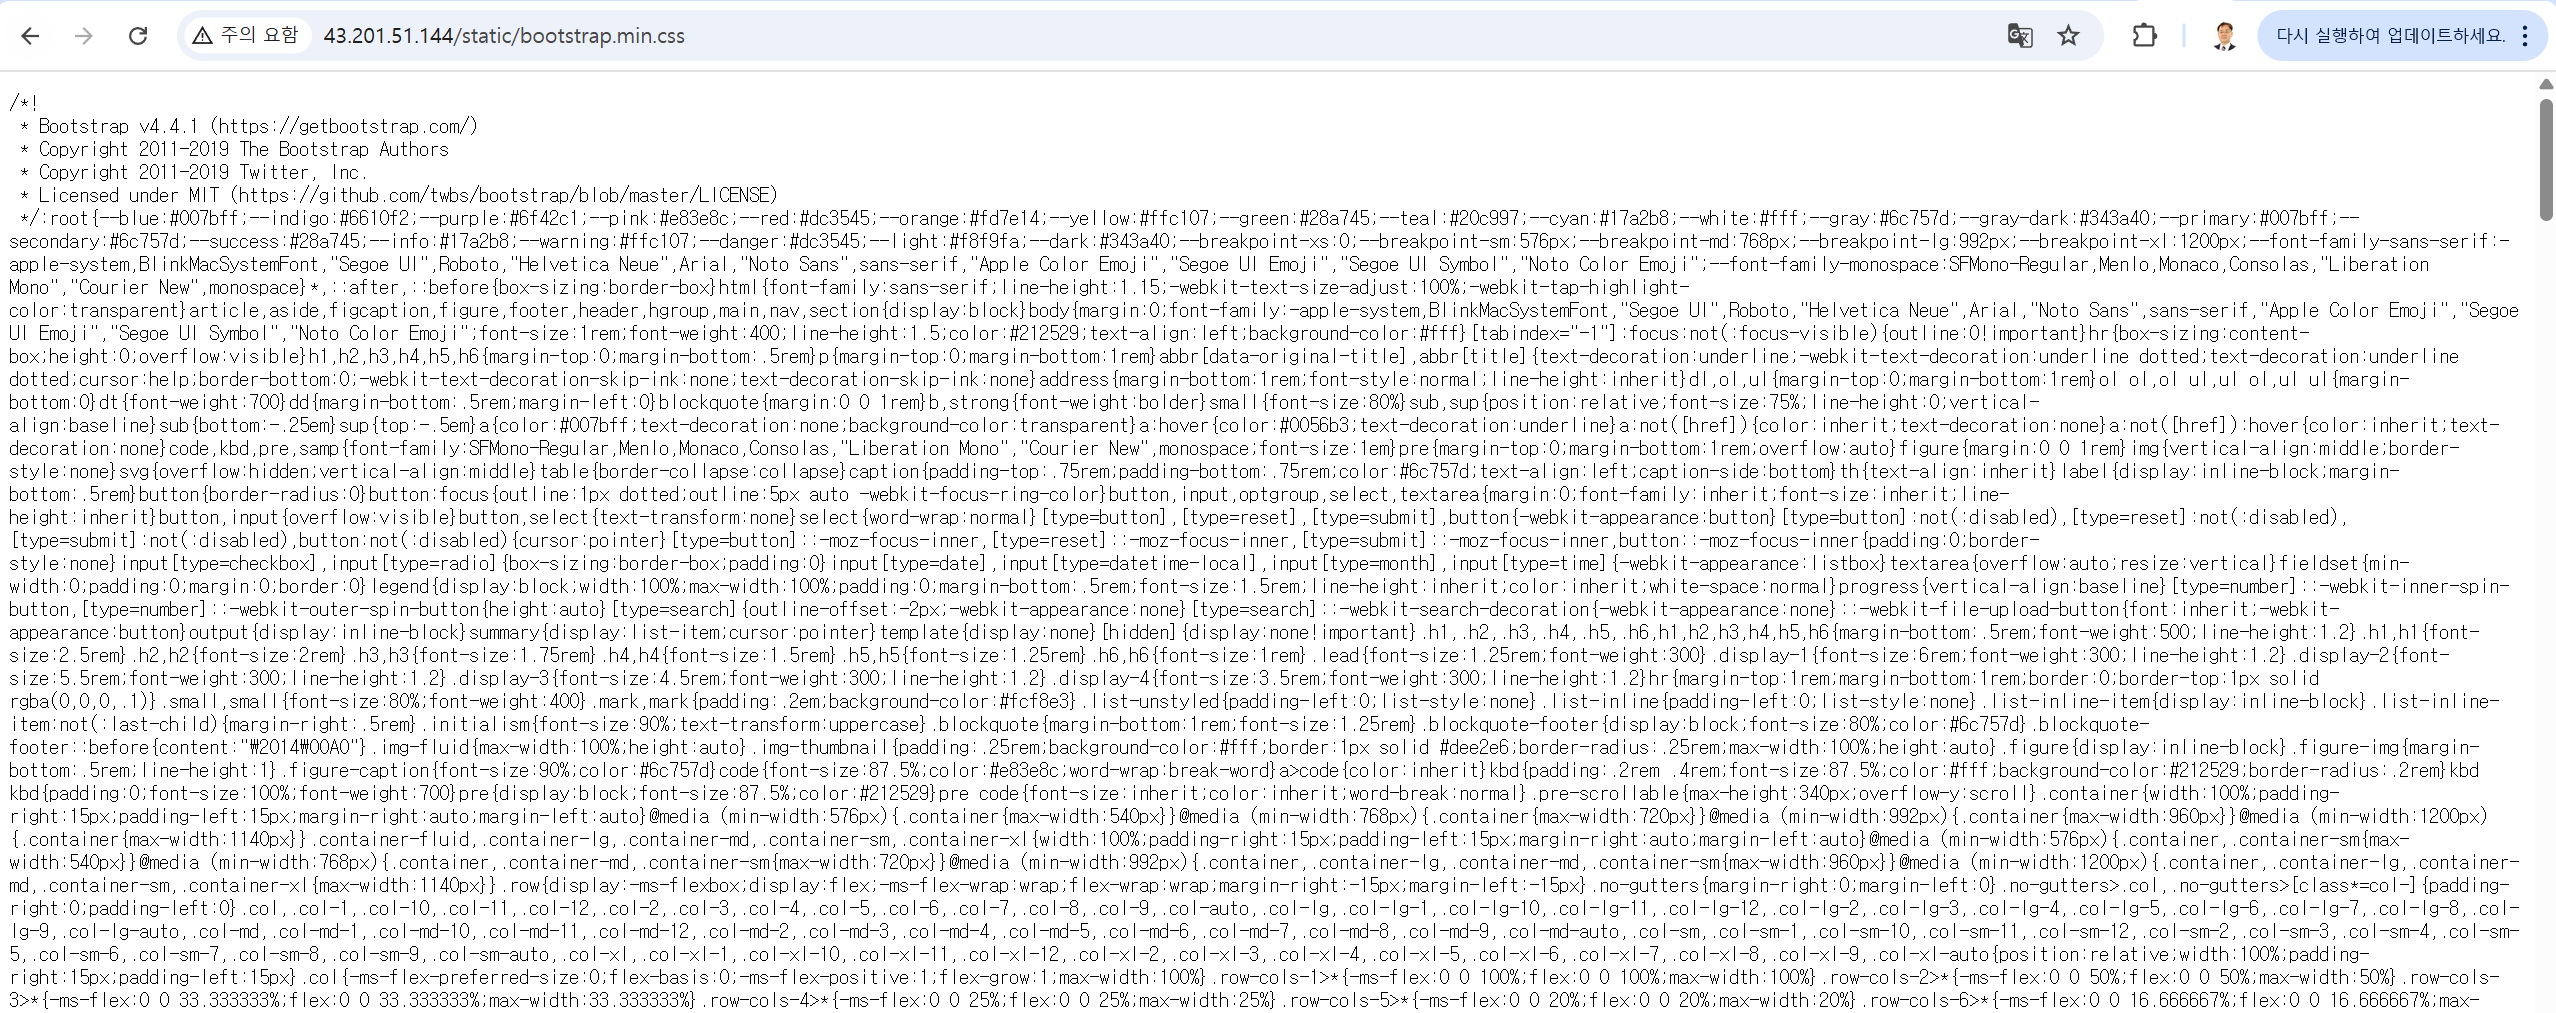 주의 요함 43.201.51.144/static/bootstrap.min.css 다시 실행하여 업데이트하세요.
/*!
 * Bootstrap v4.4.1 (https://getbootstrap.com/)
 * Copyright 2011-2019 The Bootstrap Authors
 * Copyright 2011-2019 Twitter, Inc.
 * Licensed under MIT (https://github.com/twbs/bootstrap/blob/master/LICENSE)
 */:root{--blue:#007bff;--indigo:#6610f2;--purple:#6f42c1;--pink:#e83e8c;--red:#dc3545;--orange:#fd7e14;--yellow:#ffc107;--green:#28a745;--teal:#20c997;--cyan:#17a2b8;--white:#fff;--gray:#6c757d;--gray-dark:#343a40;--primary:#007bff;--
secondary:#6c757d;--success:#28a745;--info:#17a2b8;--warning:#ffc107;--danger:#dc3545;--light:#f8f9fa;--dark:#343a40;--breakpoint-xs:0;--breakpoint-sm:576px;--breakpoint-md:768px;--breakpoint-lg:992px;--breakpoint-xl:1200px;--font-family-sans-serif:-
apple-system,BlinkMacSystemFont,"Segoe UI",Roboto,"Helvetica Neue",Arial,"Noto Sans",sans-serif,"Apple Color Emoji","Segoe UI Emoji","Segoe UI Symbol","Noto Color Emoji";--font-family-monospace:SFMono-Regular,Menlo,Monaco,Consolas,"Liberation
Mono","Courier New",monospace}*,::after,::before{box-sizing:border-box}html{font-family:sans-serif;line-height:1.15;-webkit-text-size-adjust:100%;-webkit-tap-highlight-
color:transparent}article,aside,figcaption,figure,footer,header,hgroup,main,nav,section{display:block}body{margin:0;font-family:-apple-system,BlinkMacSystemFont,"Segoe UI",Roboto,"Helvetica Neue",Arial,"Noto Sans",sans-serif,"Apple Color Emoji","Segoe
UI Emoji","Segoe UI Symbol","Noto Color Emoji";font-size:1rem;font-weight:400;line-height:1.5;color:#212529;text-align:left;background-color:#fff}[tabindex="-1"]:focus:not(:focus-visible){outline:0!important}hr{box-sizing:content-
box;height:0;overflow:visible}h1,h2,h3,h4,h5,h6{margin-top:0;margin-bottom:.5rem}p{margin-top:0;margin-bottom:1rem}abbr[data-original-title],abbr[title]{text-decoration:underline;-webkit-text-decoration:underline dotted;text-decoration:underline
dotted;cursor:help;border-bottom:0;-webkit-text-decoration-skip-ink:none;text-decoration-skip-ink:none}address{margin-bottom:1rem;font-style:normal;line-height:inherit}dl,ol,ul{margin-top:0;margin-bottom:1rem}ol ol,ol ul,ul ol,ul ul{margin-
bottom:0}dt{font-weight:700}dd{margin-bottom:.5rem;margin-left:0}blockquote{margin:0 0 1rem}b,strong{font-weight:bolder}small{font-size:80%}sub,sup{position:relative;font-size:75%;line-height:0;vertical-
align:baseline}sub{bottom:-.25em}sup{top:-.5em}a{color:#007bff;text-decoration:none;background-color:transparent}a:hover{color:#0056b3;text-decoration:underline}a:not([href]){color:inherit;text-decoration:none}a:not([href]):hover{color:inherit;text-
decoration:none}code,kbd,pre,samp{font-family:SFMono-Regular,Menlo,Monaco,Consolas,"Liberation Mono","Courier New",monospace;font-size:1em}pre{margin-top:0;margin-bottom:1rem;overflow:auto}figure{margin:0 0 1rem}img{vertical-align:middle;border-
style:none}svg{overflow:hidden;vertical-align:middle}table{border-collapse:collapse}caption{padding-top:.75rem;padding-bottom:.75rem;color:#6c757d;text-align:left;caption-side:bottom}th{text-align:inherit}label{display:inline-block;margin-
bottom:.5rem}button{border-radius:0}button:focus{outline:1px dotted;outline:5px auto -webkit-focus-ring-color}button,input,optgroup,select,textarea{margin:0;font-family:inherit;font-size:inherit;line-
height:inherit}button,input{overflow:visible}button,select{text-transform:none}select{word-wrap:normal}[type=button],[type=reset],[type=submit],button{-webkit-appearance:button}[type=button]:not(:disabled),[type=reset]:not(:disabled),
[type=submit]:not(:disabled),button:not(:disabled){cursor:pointer}[type=button]::-moz-focus-inner,[type=reset]::-moz-focus-inner,[type=submit]::-moz-focus-inner,button::-moz-focus-inner{padding:0;border-
style:none}input[type=checkbox],input[type=radio]{box-sizing:border-box;padding:0}input[type=date],input[type=datetime-local],input[type=month],input[type=time]{-webkit-appearance:listbox}textarea{overflow:auto;resize:vertical}fieldset{min-
width:0;padding:0;margin:0;border:0}legend{display:block;width:100%;max-width:100%;padding:0;margin-bottom:.5rem;font-size:1.5rem;line-height:inherit;color:inherit;white-space:normal}progress{vertical-align:baseline}[type=number]::-webkit-inner-spin-
button,[type=number]::-webkit-outer-spin-button{height:auto}[type=search]{outline-offset:-2px;-webkit-appearance:none}[type=search]::-webkit-search-decoration{-webkit-appearance:none}::-webkit-file-upload-button{font:inherit;-webkit-
appearance:button}output{display:inline-block}summary{display:list-item;cursor:pointer}template{display:none}[hidden]{display:none!important}.h1,.h2,.h3,.h4,.h5,.h6,h1,h2,h3,h4,h5,h6{margin-bottom:.5rem;font-weight:500;line-height:1.2}.h1,h1{font-
size:2.5rem}.h2,h2{font-size:2rem}.h3,h3{font-size:1.75rem}.h4,h4{font-size:1.5rem}.h5,h5{font-size:1.25rem}.h6,h6{font-size:1rem}.lead{font-size:1.25rem;font-weight:300}.display-1{font-size:6rem;font-weight:300;line-height:1.2}.display-2{font-
size:5.5rem;font-weight:300;line-height:1.2}.display-3{font-size:4.5rem;font-weight:300;line-height:1.2}.display-4{font-size:3.5rem;font-weight:300;line-height:1.2}hr{margin-top:1rem;margin-bottom:1rem;border:0;border-top:1px solid
rgba(0,0,0,.1)}.small,small{font-size:80%;font-weight:400}.mark,mark{padding:.2em;background-color:#fcf8e3}.list-unstyled{padding-left:0;list-style:none}.list-inline{padding-left:0;list-style:none}.list-inline-item{display:inline-block}.list-inline-
item:not(:last-child){margin-right:.5rem}.initialism{font-size:90%;text-transform:uppercase}.blockquote{margin-bottom:1rem;font-size:1.25rem}.blockquote-footer{display:block;font-size:80%;color:#6c757d}.blockquote-
footer::before{content:"₩2014₩00A0"}.img-fluid{max-width:100%;height:auto}.img-thumbnail{padding:.25rem;background-color:#fff;border:1px solid #dee2e6;border-radius:.25rem;max-width:100%;height:auto}.figure{display:inline-block}.figure-img{margin-
bottom:.5rem;line-height:1}.figure-caption{font-size:90%;color:#6c757d}code{font-size:87.5%;color:#e83e8c;word-wrap:break-word}a>code{color:inherit}kbd{padding:.2rem .4rem;font-size:87.5%;color:#fff;background-color:#212529;border-radius:.2rem}kbd
kbd{padding:0;font-size:100%;font-weight:700}pre{display:block;font-size:87.5%;color:#212529}pre code{font-size:inherit;color:inherit;word-break:normal}.pre-scrollable{max-height:340px;overflow-y:scroll}.container{width:100%;padding-
right:15px;padding-left:15px;margin-right:auto;margin-left:auto}@media (min-width:576px){.container{max-width:540px}}@media (min-width:768px){.container{max-width:720px}}@media (min-width:992px){.container{max-width:960px}}@media (min-width:1200px)
{.container{max-width:1140px}}.container-fluid,.container-lg,.container-md,.container-sm,.container-xl{width:100%;padding-right:15px;padding-left:15px;margin-right:auto;margin-left:auto}@media (min-width:576px){.container,.container-sm{max-
width:540px}}@media (min-width:768px){.container,.container-md,.container-sm{max-width:720px}}@media (min-width:992px){.container,.container-lg,.container-md,.container-sm{max-width:960px}}@media (min-width:1200px){.container,.container-lg,.container-
md,.container-sm,.container-xl{max-width:1140px}}.row{display:-ms-flexbox;display:flex;-ms-flex-wrap:wrap;flex-wrap:wrap;margin-right:-15px;margin-left:-15px}.no-gutters{margin-right:0;margin-left:0}.no-gutters>.col,.no-gutters>[class*=col-]{padding-
right:0;padding-left:0}.col,.col-1,.col-10,.col-11,.col-12,.col-2,.col-3,.col-4,.col-5,.col-6,.col-7,.col-8,.col-9,.col-auto,.col-lg,.col-lg-1,.col-lg-10,.col-lg-11,.col-lg-12,.col-lg-2,.col-lg-3,.col-lg-4,.col-lg-5,.col-lg-6,.col-lg-7,.col-lg-8,.col-
lg-9,.col-lg-auto,.col-md,.col-md-1,.col-md-10,.col-md-11,.col-md-12,.col-md-2,.col-md-3,.col-md-4,.col-md-5,.col-md-6,.col-md-7,.col-md-8,.col-md-9,.col-md-auto,.col-sm,.col-sm-1,.col-sm-10,.col-sm-11,.col-sm-12,.col-sm-2,.col-sm-3,.col-sm-4,.col-sm-
5,.col-sm-6,.col-sm-7,.col-sm-8,.col-sm-9,.col-sm-auto,.col-xl,.col-xl-1,.col-xl-10,.col-xl-11,.col-xl-12,.col-xl-2,.col-xl-3,.col-xl-4,.col-xl-5,.col-xl-6,.col-xl-7,.col-xl-8,.col-xl-9,.col-xl-auto{position:relative;width:100%;padding-
right:15px;padding-left:15px}.col{-ms-flex-preferred-size:0;flex-basis:0;-ms-flex-positive:1;flex-grow:1;max-width:100%}.row-cols-1>*{-ms-flex:0 0 100%;flex:0 0 100%;max-width:100%}.row-cols-2>*{-ms-flex:0 0 50%;flex:0 0 50%;max-width:50%}.row-cols-
3>*{-ms-flex:0 0 33.333333%;flex:0 0 33.333333%;max-width:33.333333%}.row-cols-4>*{-ms-flex:0 0 25%;flex:0 0 25%;max-width:25%}.row-cols-5>*{-ms-flex:0 0 20%;flex:0 0 20%;max-width:20%}.row-cols-6>*{-ms-flex:0 0 16.666667%;flex:0 0 16.666667%;max-